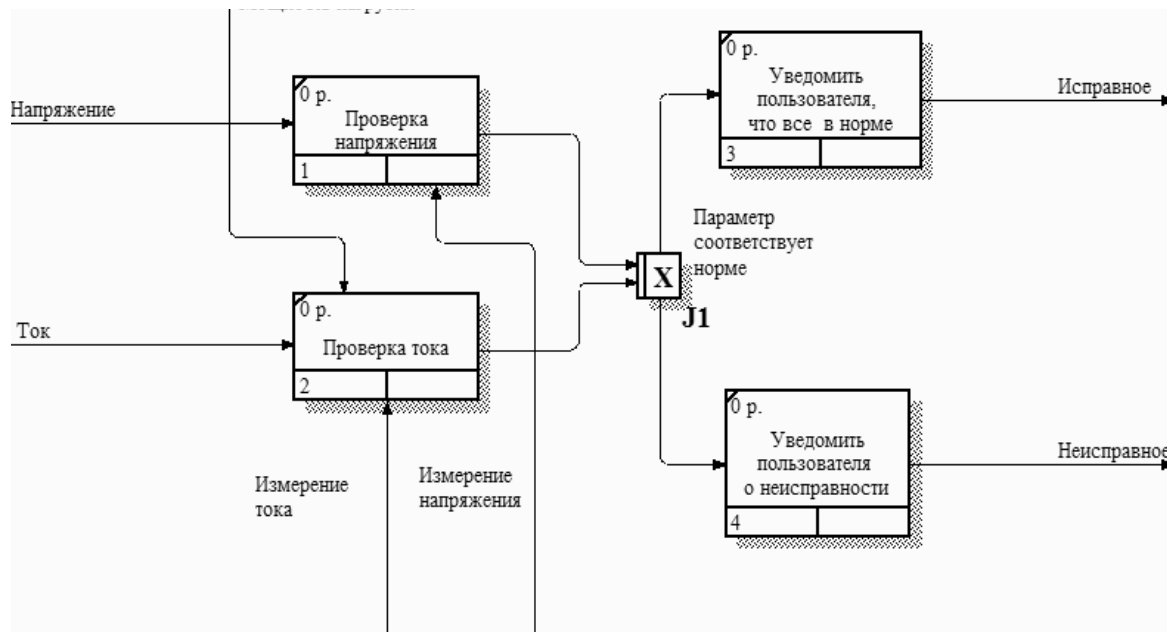 Напряжение
0 р.
Проверка
напряжения
1
Ток
0 р.
Проверка тока
2
Измерение
тока
Измерение
напряжения
X
J1
Параметр
соответствует
норме
0 р.
Уведомить
пользователя,
что все в норме
3
Исправное
0 р.
Уведомить
пользователя
о неисправности
4
Неисправное